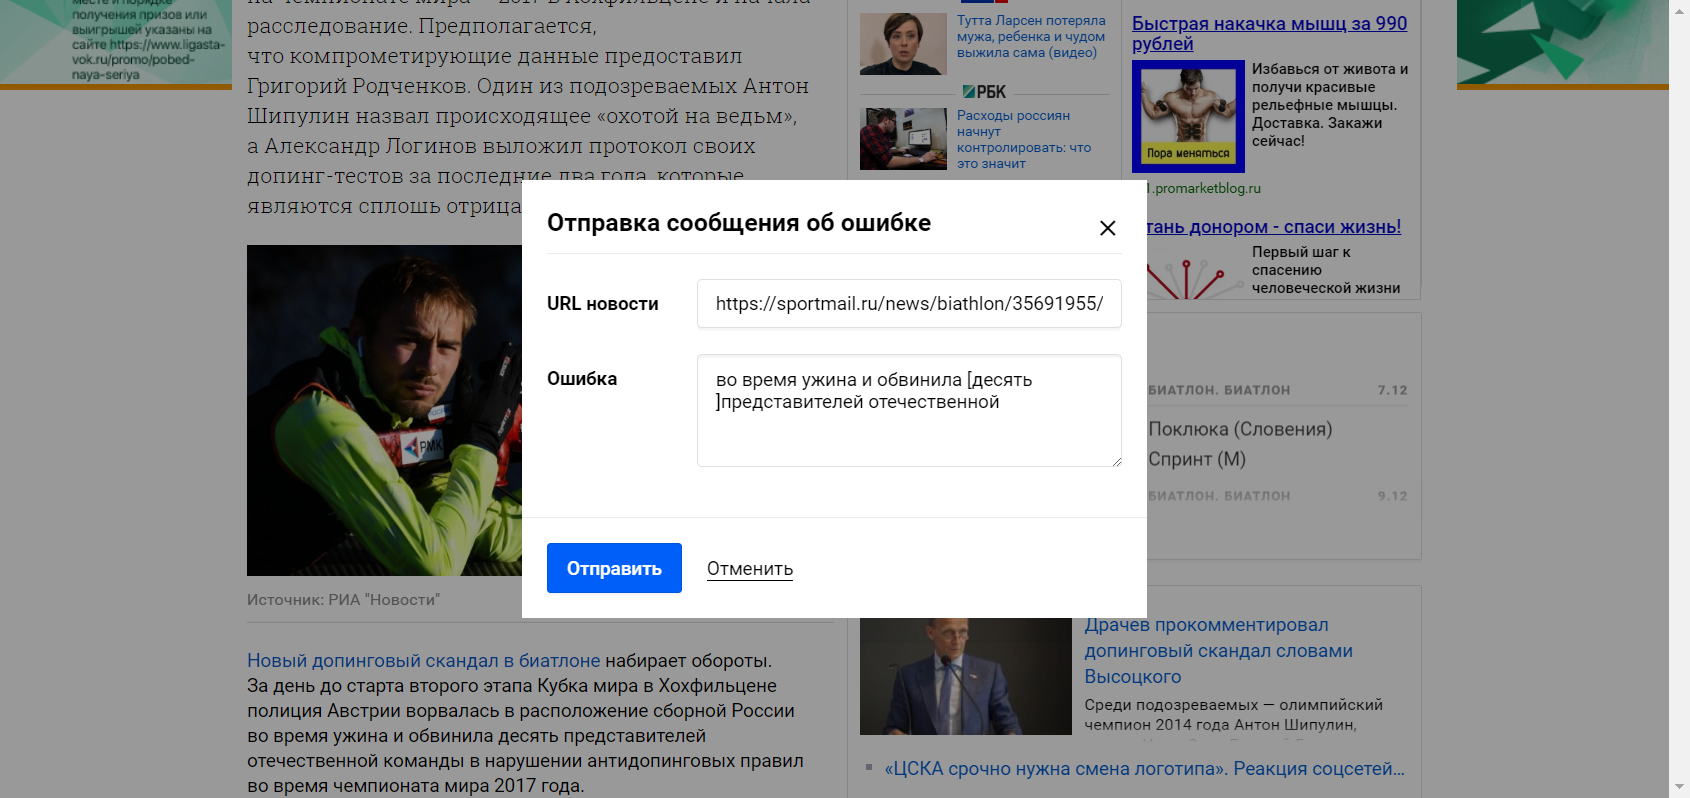 месте и порядке
получения призов или
выигрышей указаны на
сайте https://www.ligasta-
vok.ru/promo/pobed-
naya-seriya
на чемпионате мира — 2017 в Хохфильцене и начала
расследование. Предполагается,
что компрометирующие данные предоставил
Григорий Родченков. Один из подозреваемых Антон
Шипулин назвал происходящее «охотой на ведьм»,
а Александр Логинов выложил протокол своих
допинг-тестов за последние два года, которые
являются сплошь отрица
РМК
Источник: РИА "Новости"
Новый допинговый скандал в биатлоне набирает обороты.
За день до старта второго этапа Кубка мира в Хохфильцене
полиция Австрии ворвалась в расположение сборной России
во время ужина и обвинила десять представителей
отечественной команды в нарушении антидопинговых правил
во время чемпионата мира 2017 года.
Отправка сообщения об ошибке
URL новости
https://sportmail.ru/news/biathlon/35691955/
Ошибка
во время ужина и обвинила [десять
]представителей отечественной
Отправить
Отменить
Тутта Ларсен потеряла
мужа, ребенка и чудом
выжила сама (видео)
РБК
Расходы россиян
начнут
контролировать: что
это значит
Быстрая накачка мышц за 990
рублей
Пора меняться
Избавься от живота и
получи красивые
рельефные мышцы.
Доставка. Закажи
сейчас!
1.promarketblog.ru
тань донором - спаси жизнь!
Первый шаг к
спасению
человеческой жизни
БИАТЛОН. БИАТЛОН 7.12
Поклюка (Словения)
Спринт (М)
БИАТЛОН. БИАТЛОН 9.12
Драчев прокомментировал
допинговый скандал словами
Высоцкого
Среди подозреваемых — олимпийский
чемпион 2014 года Антон Шипулин,
«ЦСКА срочно нужна смена логотипа». Реакция соцсетей…